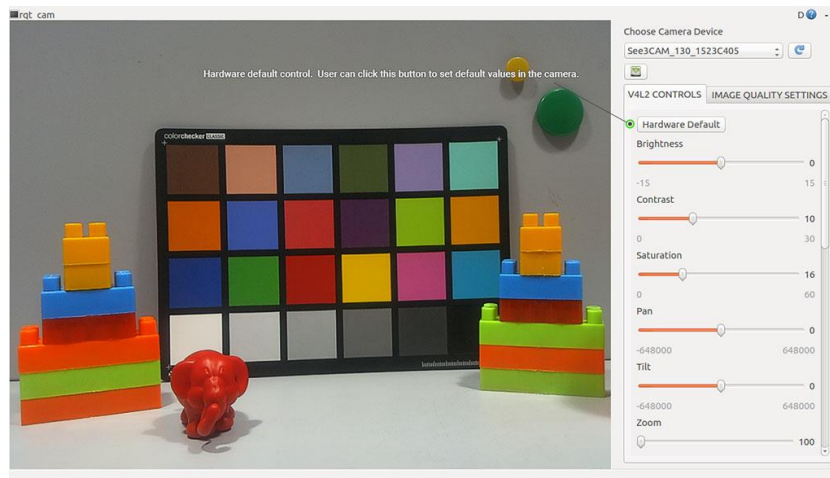 rqt_cam
D
Choose Camera Device
See3CAM_130_1523C405
V4L2 CONTROLS
IMAGE QUALITY SETTINGS
Hardware default control. User can click this button to set default values in the camera.
Hardware Default
Brightness
0
-15 15
Contrast
10
0 30
Saturation
16
0 60
Pan
0
-648000 648000
Tilt
0
-648000 648000
Zoom
100
colorchecker CLASSIC